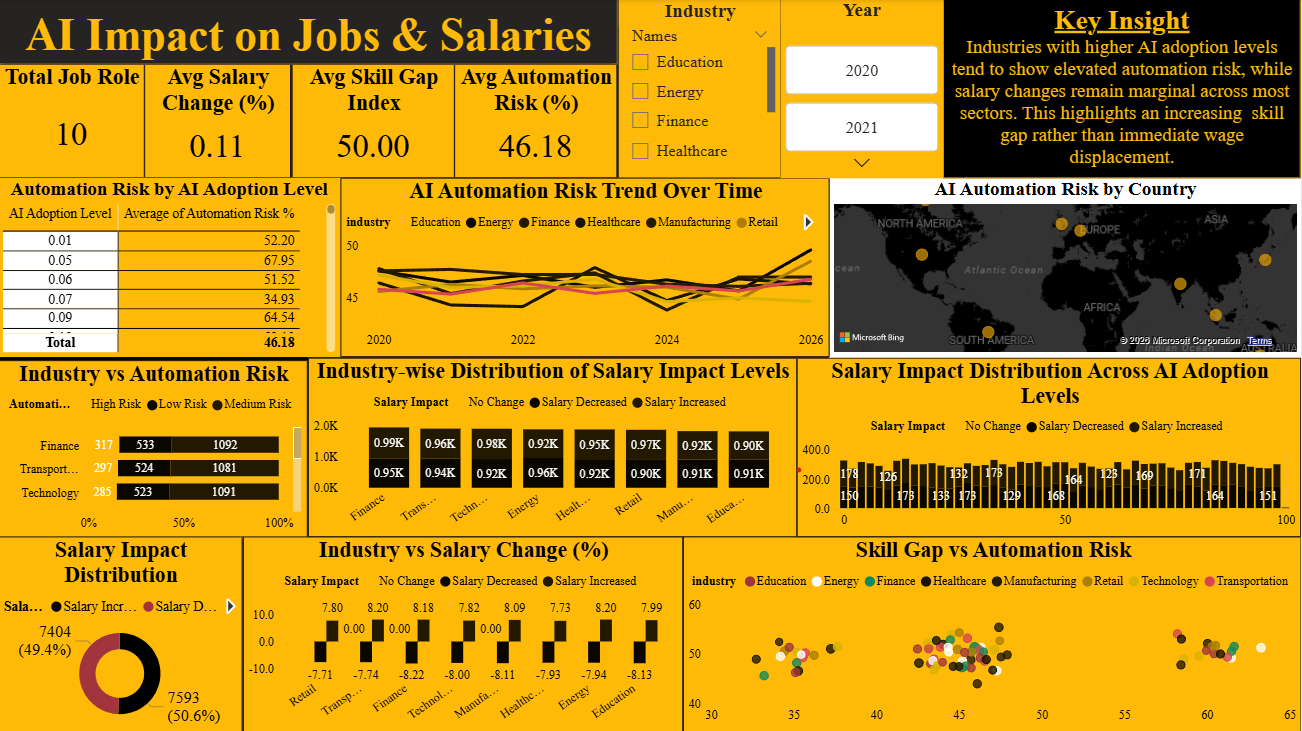 AI Impact on Jobs & Salaries
Total Job Role
10
Avg Salary
Change (%)
0.11
Avg Skill Gap
Index
50.00
Avg Automation
Risk (%)
46.18
Industry
Names
Education
Energy
Finance
Healthcare
Year
2020
2021
Key Insight
Industries with higher AI adoption levels
tend to show elevated automation risk, while
salary changes remain marginal across most
sectors. This highlights an increasing skill
gap rather than immediate wage
displacement.
Automation Risk by AI Adoption Level
AI Adoption Level Average of Automation Risk %
0.01 52.20
0.05 67.95
0.06 51.52
0.07 34.93
0.09 64.54
Total 46.18
AI Automation Risk Trend Over Time
industry Education Energy Finance Healthcare Manufacturing Retail
50
45
2020 2022 2024 2026
AI Automation Risk by Country
NORTH AMERICA
ASIA
EUROPE
cean
Atlantic Ocean
AFRICA
SOUTH AMERICA
Indian Ocean
AUSTRALIA
Microsoft Bing
© 2026 Microsoft Corporation Terms
Industry vs Automation Risk
Automati… High Risk Low Risk Medium Risk
Finance 317 533 1092
Transport… 297 524 1081
Technology 285 523 1091
0% 50% 100%
Industry-wise Distribution of Salary Impact Levels
Salary Impact No Change Salary Decreased Salary Increased
2.0K
1.0K
0.0K
0.99K 0.96K 0.98K 0.92K 0.95K 0.97K 0.92K 0.90K
0.95K 0.94K 0.92K 0.96K 0.92K 0.90K 0.91K 0.91K
Finance Trans… Techn… Energy Healt… Retail Manu… Educa…
Salary Impact Distribution Across AI Adoption
Levels
Salary Impact No Change Salary Decreased Salary Increased
400.0
200.0
0.0
178 126 132 173 164 123 169 171
150 173 133 173 129 168 164 151
0 50 100
Salary Impact
Distribution
Sala… Salary Incr… Salary D…
7404
(49.4%)
7593
(50.6%)
Industry vs Salary Change (%)
Salary Impact No Change Salary Decreased Salary Increased
10.0
0.0
-10.0
7.80 8.20 8.18 7.82 8.09 7.73 8.20 7.99
0.00 0.00 0.00
-7.71 -7.74 -8.22 -8.00 -8.11 -7.93 -7.94 -8.13
Retail Transp… Finance Technol… Manufa… Healthc… Energy Education
Skill Gap vs Automation Risk
industry Education Energy Finance Healthcare Manufacturing Retail Technology Transportation
60
50
40
30 35 40 45 50 55 60 65